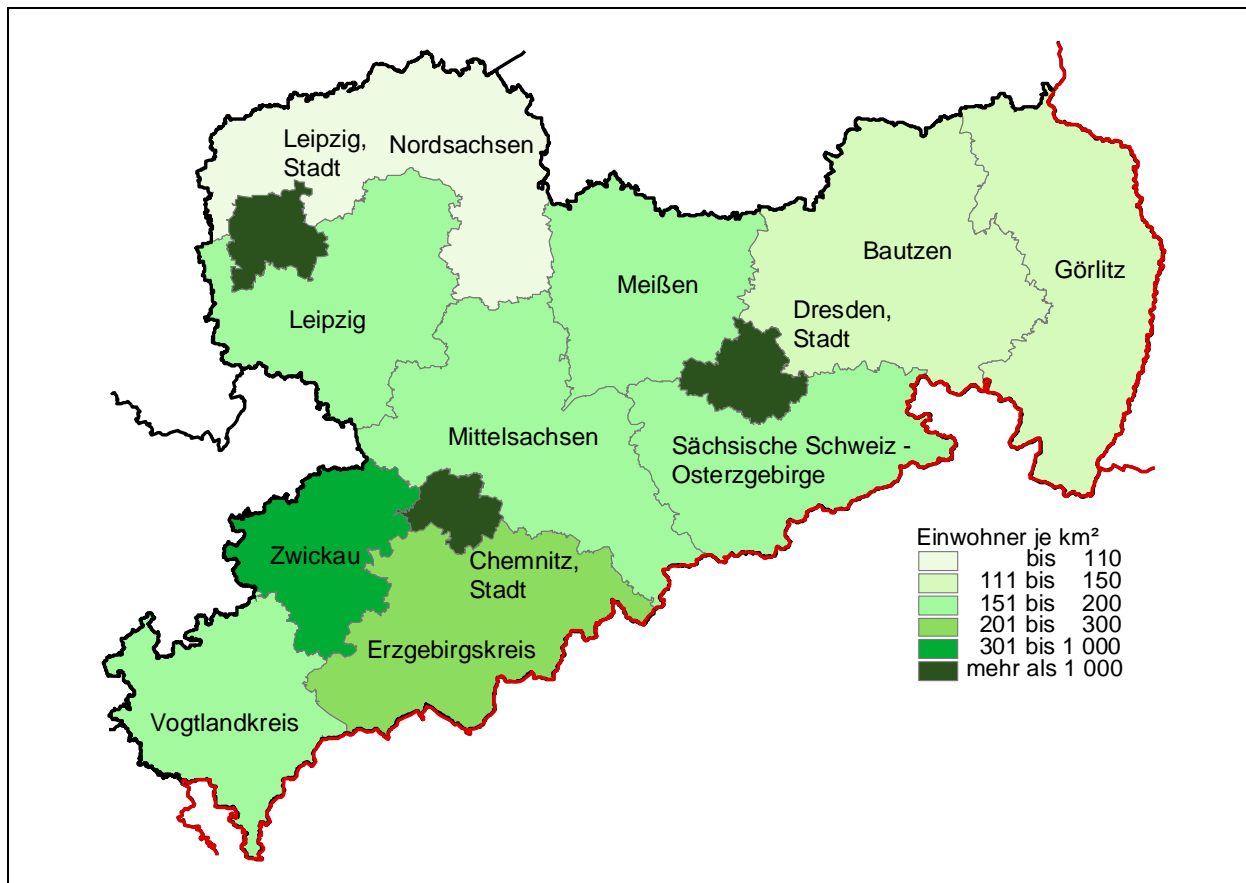 Leipzig,
Stadt
Nordsachsen
Leipzig
Meißen
Bautzen
Görlitz
Dresden,
Stadt
Mittelsachsen
Sächsische Schweiz -
Osterzgebirge
Zwickau
Chemnitz,
Stadt
Erzgebirgskreis
Vogtlandkreis
Einwohner je km²
bis 110
111 bis 150
151 bis 200
201 bis 300
301 bis 1 000
mehr als 1 000